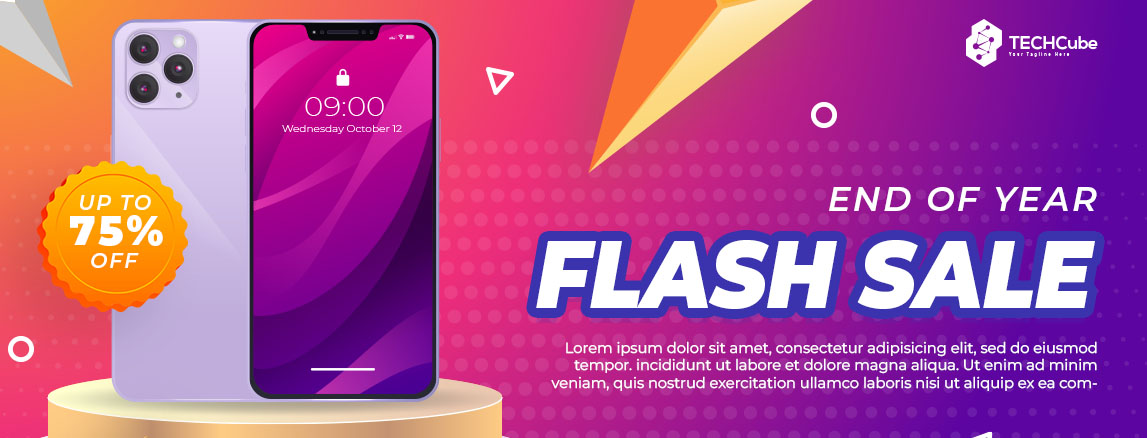 TECHCube
Your Tagline Here
09:00
Wednesday October 12
UP TO
75%
OFF
END OF YEAR
FLASH SALE
Lorem ipsum dolor sit amet, consectetur adipisicing elit, sed do eiusmod
tempor. incididunt ut labore et dolore magna aliqua. Ut enim ad minim
veniam, quis nostrud exercitation ullamco laboris nisi ut aliquip ex ea com-